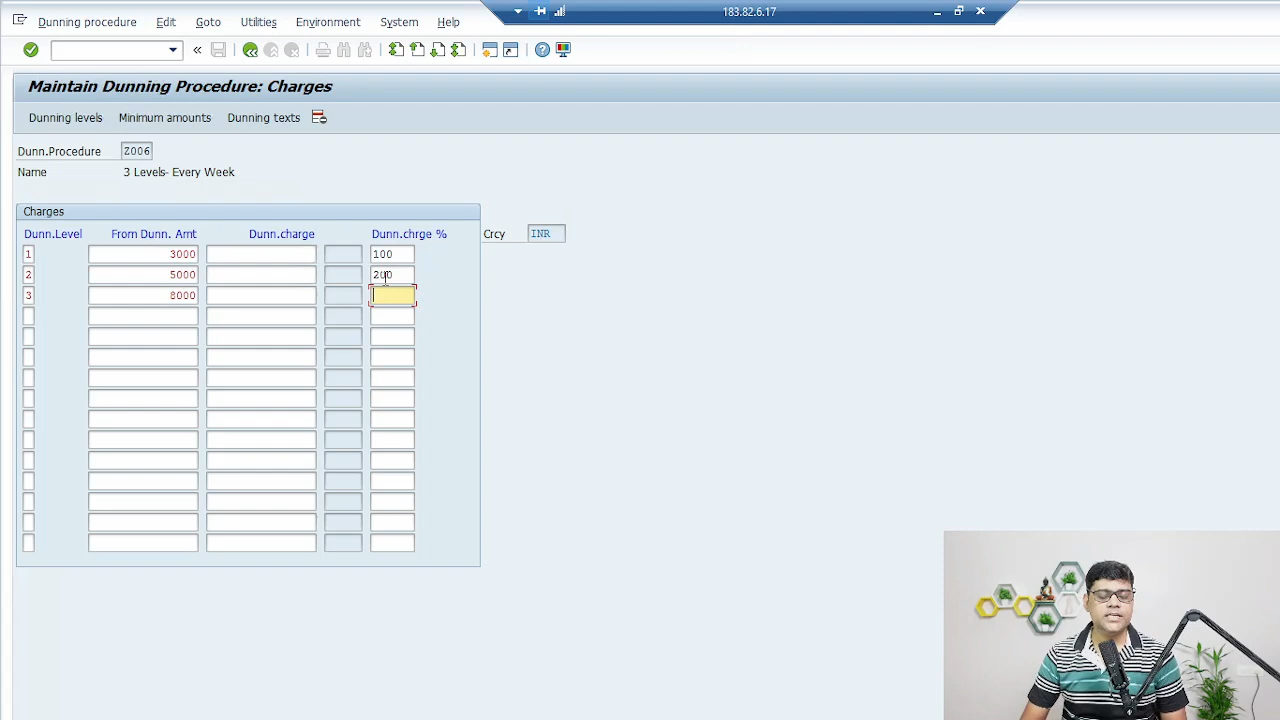 183.82.6.17
Dunning procedure Edit Goto Utilities Environment System Help
Maintain Dunning Procedure: Charges
Dunning levels Minimum amounts Dunning texts
Dunn.Procedure Z006
Name 3 Levels- Every Week
Charges
Dunn.Level From Dunn. Amt Dunn.charge Dunn.chrge % Crcy INR
1 3000 100
2 5000 200
3 8000